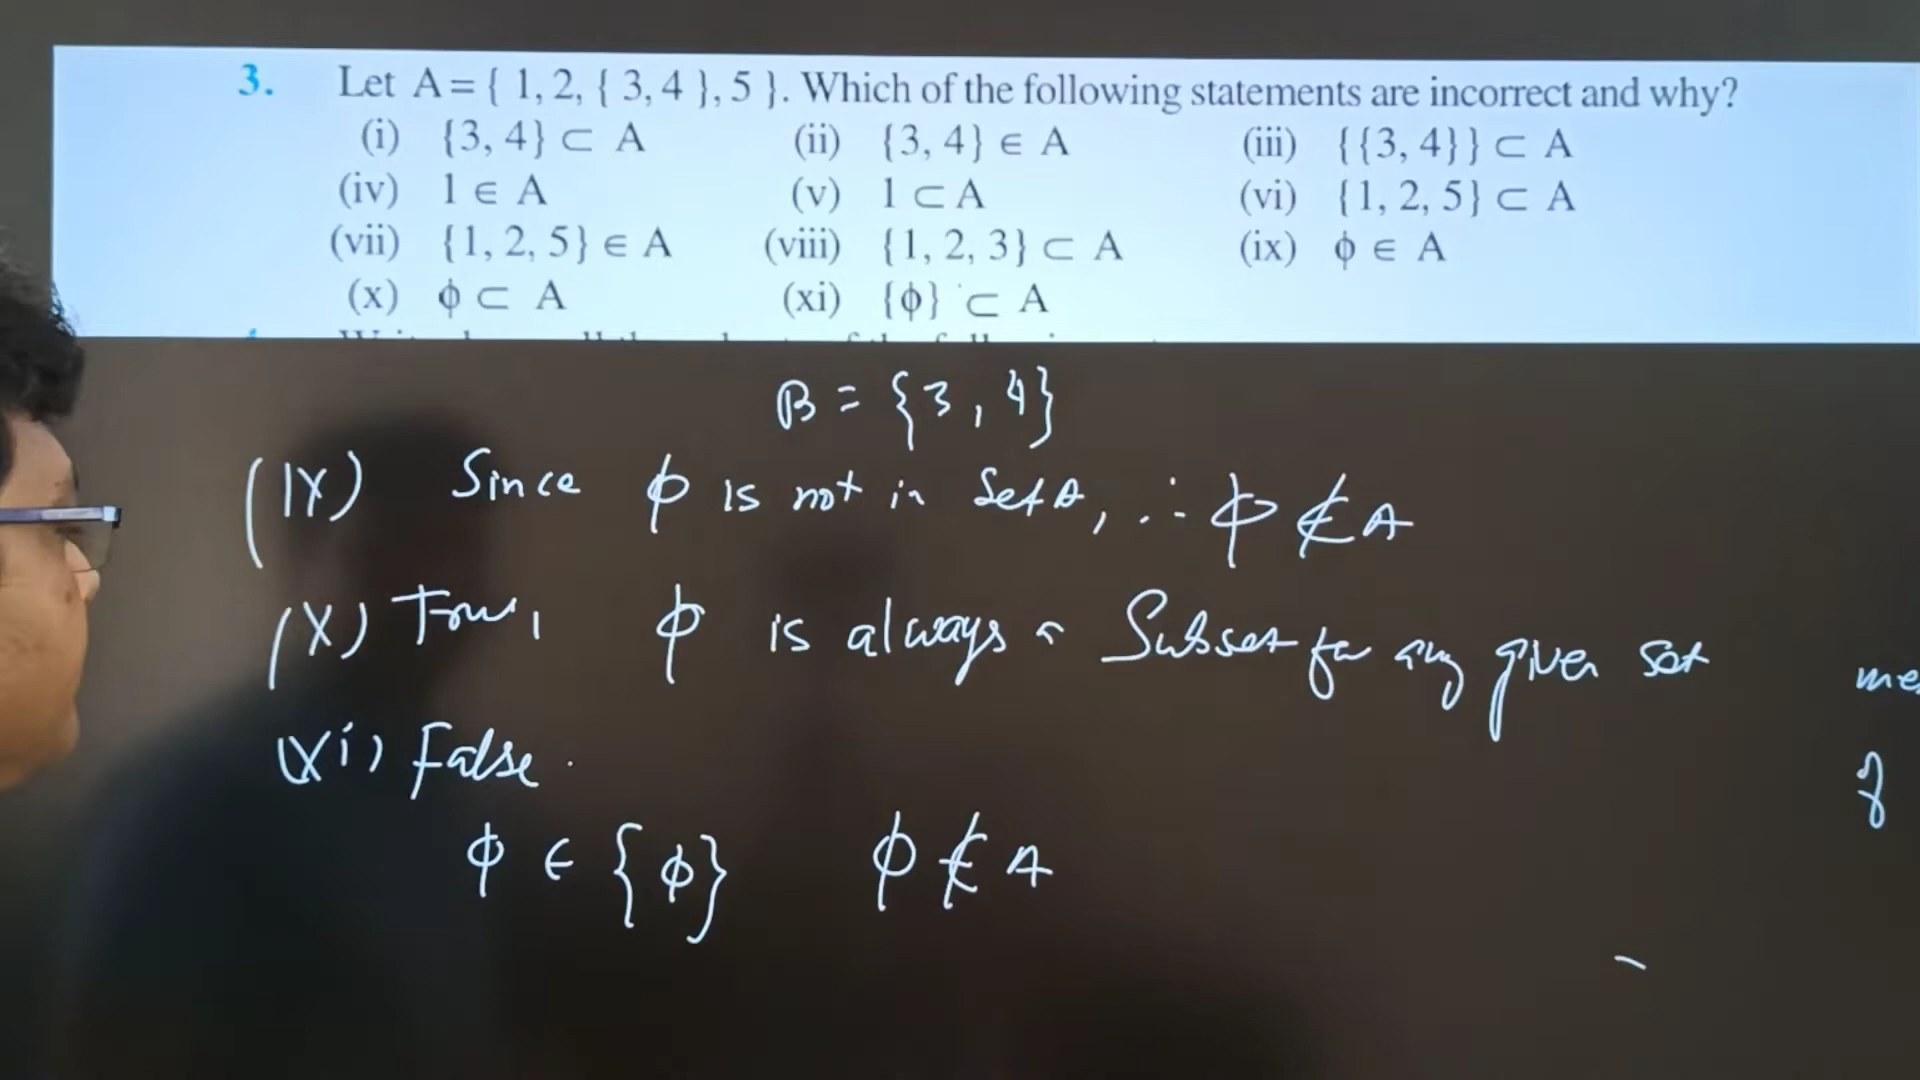 3. Let A = { 1, 2, { 3, 4 }, 5 }. Which of the following statements are incorrect and why?
(i) {3, 4} ⊂ A (ii) {3, 4} ∈ A (iii) {{3, 4}} ⊂ A
(iv) 1 ∈ A (v) 1 ⊂ A (vi) {1, 2, 5} ⊂ A
(vii) {1, 2, 5} ∈ A (viii) {1, 2, 3} ⊂ A (ix) φ ∈ A
(x) φ ⊂ A (xi) {φ} ⊂ A
B = {3, 4}
(IX) Since φ is not in Set A, ∴ φ ∉ A
(X) True, φ is always a Subset for any given set
(Xi) False.
φ ∈ {φ} φ ∉ A